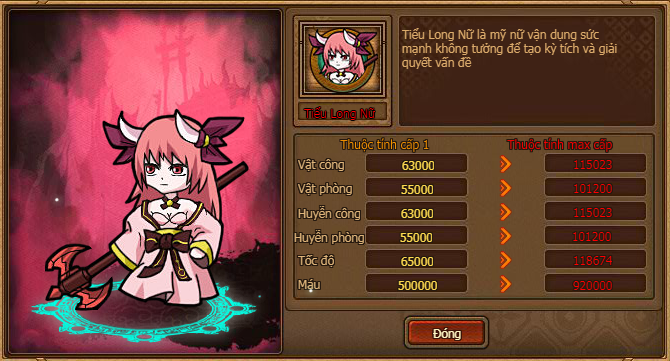 Tiểu Long Nữ là mỹ nữ vận dụng sức
mạnh không tưởng để tạo kỳ tích và giải
quyết vấn đề
Tiểu Long Nữ
Thuộc tính cấp 1 Thuộc tính max cấp
Vật công 63000 115023
Vật phòng 55000 101200
Huyễn công 63000 115023
Huyễn phòng 55000 101200
Tốc độ 65000 118674
Máu 500000 920000
Đóng